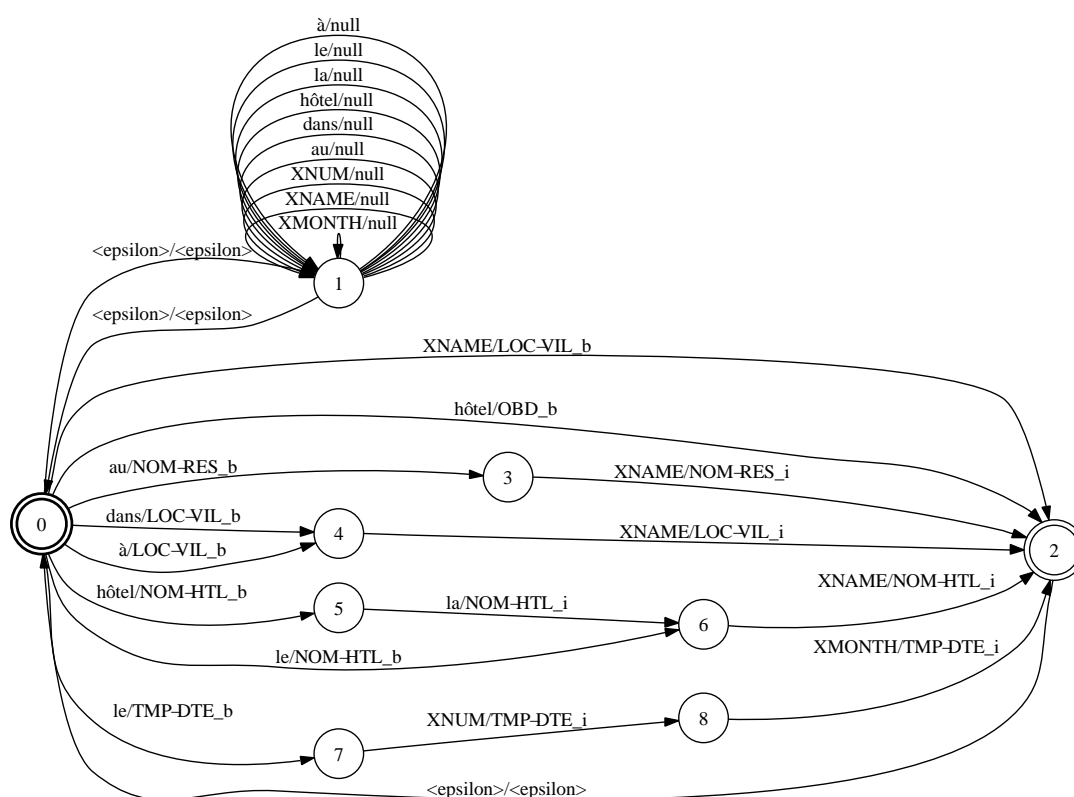 à/null
le/null
la/null
hôtel/null
dans/null
au/null
XNUM/null
XNAME/null
XMONTH/null
<epsilon>/<epsilon>
1
<epsilon>/<epsilon>
XNAME/LOC-VIL_b
hôtel/OBD_b
au/NOM-RES_b
3
XNAME/NOM-RES_i
0
dans/LOC-VIL_b
4
XNAME/LOC-VIL_i
2
à/LOC-VIL_b
hôtel/NOM-HTL_b
5
la/NOM-HTL_i
6
XNAME/NOM-HTL_i
le/NOM-HTL_b
XMONTH/TMP-DTE_i
le/TMP-DTE_b
7
XNUM/TMP-DTE_i
8
<epsilon>/<epsilon>